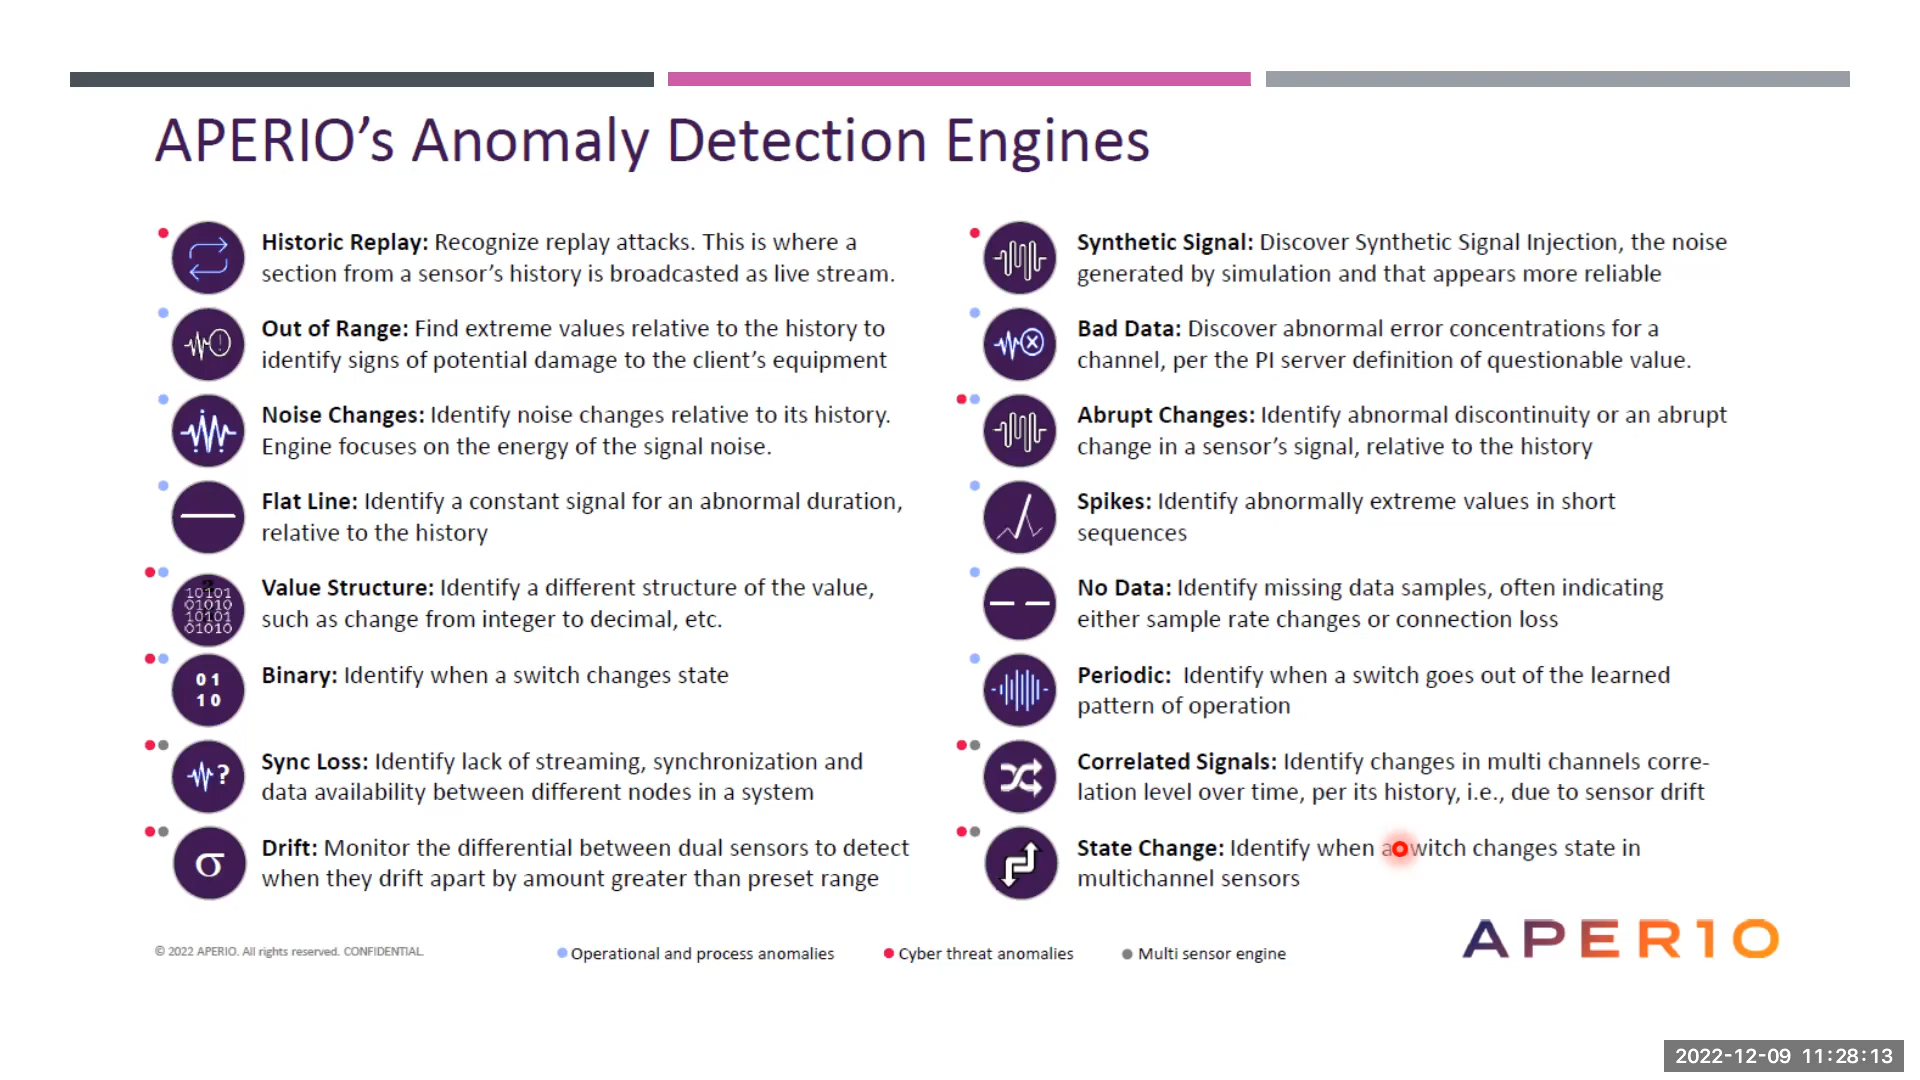 APERIO’s Anomaly Detection Engines
Historic Replay: Recognize replay attacks. This is where a
section from a sensor’s history is broadcasted as live stream.
Out of Range: Find extreme values relative to the history to
identify signs of potential damage to the client’s equipment
Noise Changes: Identify noise changes relative to its history.
Engine focuses on the energy of the signal noise.
Flat Line: Identify a constant signal for an abnormal duration,
relative to the history
10101
01010
10101
01010
Value Structure: Identify a different structure of the value,
such as change from integer to decimal, etc.
0 1
1 0
Binary: Identify when a switch changes state
?
Sync Loss: Identify lack of streaming, synchronization and
data availability between different nodes in a system
σ
Drift: Monitor the differential between dual sensors to detect
when they drift apart by amount greater than preset range
Synthetic Signal: Discover Synthetic Signal Injection, the noise
generated by simulation and that appears more reliable
Bad Data: Discover abnormal error concentrations for a
channel, per the PI server definition of questionable value.
Abrupt Changes: Identify abnormal discontinuity or an abrupt
change in a sensor’s signal, relative to the history
Spikes: Identify abnormally extreme values in short
sequences
No Data: Identify missing data samples, often indicating
either sample rate changes or connection loss
Periodic: Identify when a switch goes out of the learned
pattern of operation
Correlated Signals: Identify changes in multi channels corre-
lation level over time, per its history, i.e., due to sensor drift
State Change: Identify when a switch changes state in
multichannel sensors
© 2022 APERIO. All rights reserved. CONFIDENTIAL.
Operational and process anomalies
Cyber threat anomalies
Multi sensor engine
APER1O
2022-12-09 11:28:13